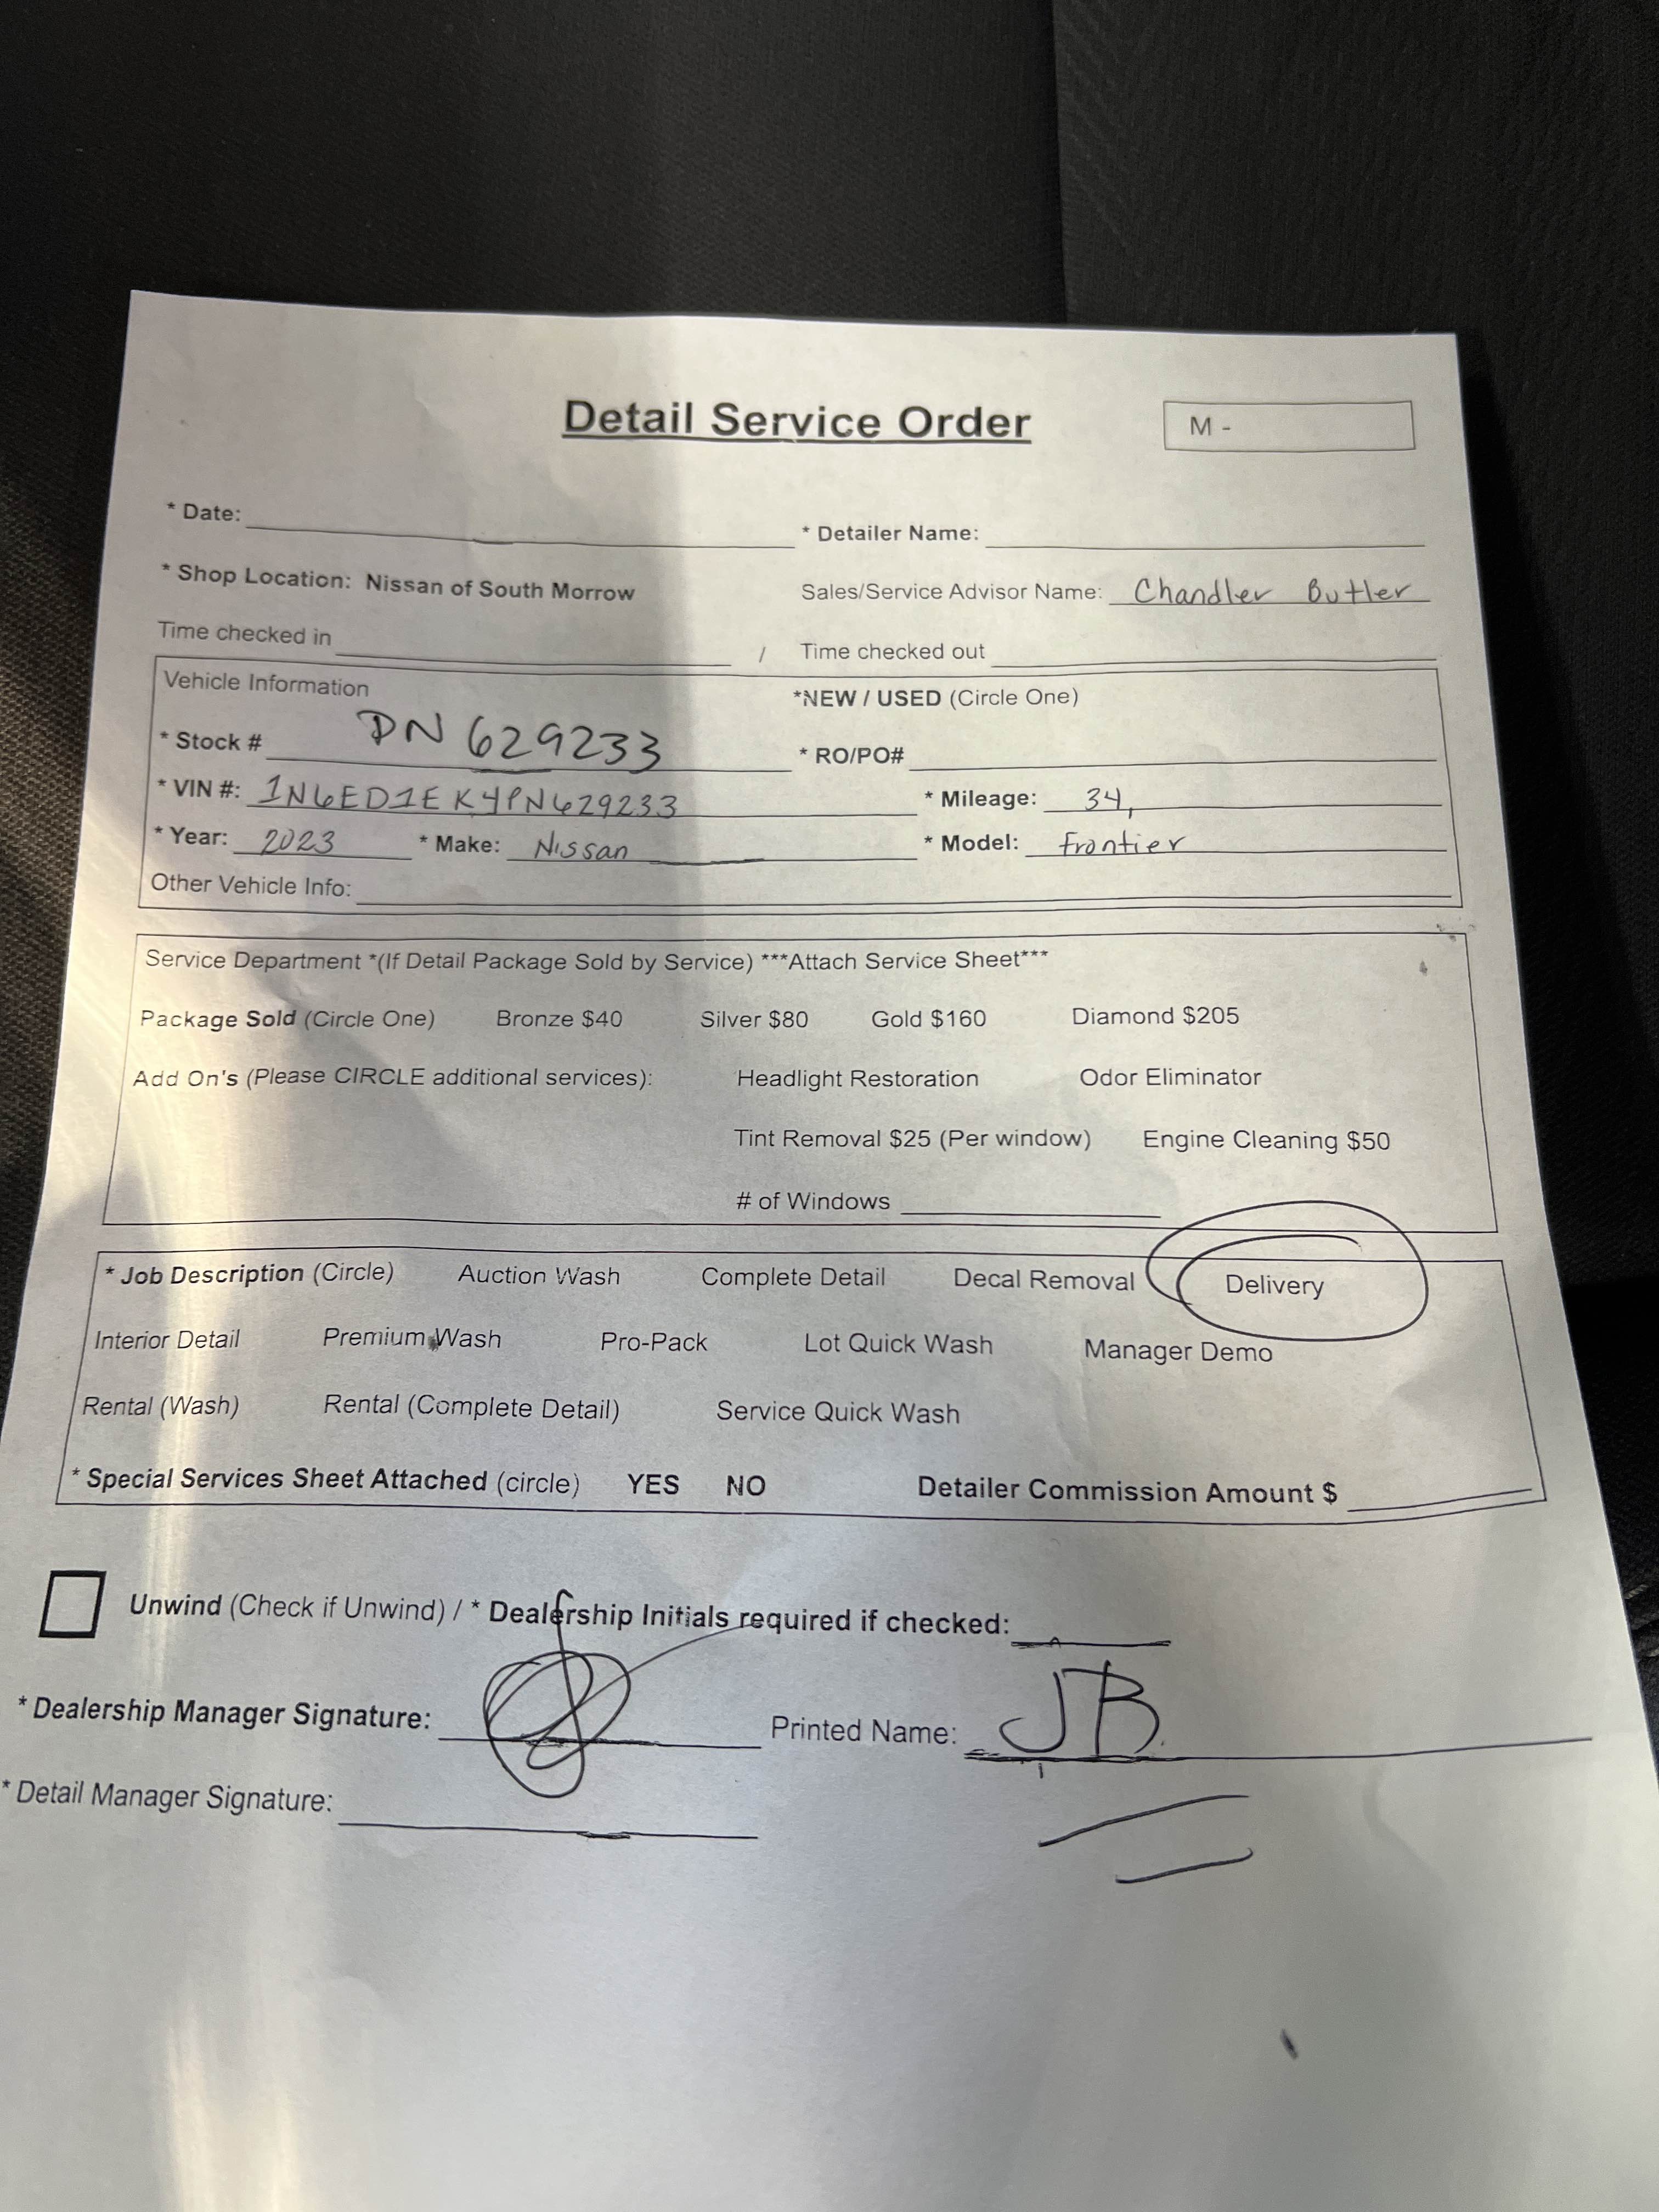 Detail Service Order
M -
* Date:
* Detailer Name:
* Shop Location: Nissan of South Morrow
Sales/Service Advisor Name: Chandler Butler
Time checked in / Time checked out
Vehicle Information
*NEW / USED (Circle One)
* Stock # PN 629233
* RO/PO#
* VIN #: 1N6ED1EK4PN629233
* Mileage: 34,
* Year: 2023 * Make: Nissan * Model: Frontier
Other Vehicle Info:
Service Department *(If Detail Package Sold by Service) ***Attach Service Sheet***
Package Sold (Circle One) Bronze $40 Silver $80 Gold $160 Diamond $205
Add On's (Please CIRCLE additional services): Headlight Restoration Odor Eliminator
Tint Removal $25 (Per window) Engine Cleaning $50
# of Windows
* Job Description (Circle) Auction Wash Complete Detail Decal Removal Delivery
Interior Detail Premium Wash Pro-Pack Lot Quick Wash Manager Demo
Rental (Wash) Rental (Complete Detail) Service Quick Wash
* Special Services Sheet Attached (circle) YES NO Detailer Commission Amount $
Unwind (Check if Unwind) / * Dealership Initials required if checked:
* Dealership Manager Signature: Printed Name: JB
* Detail Manager Signature: